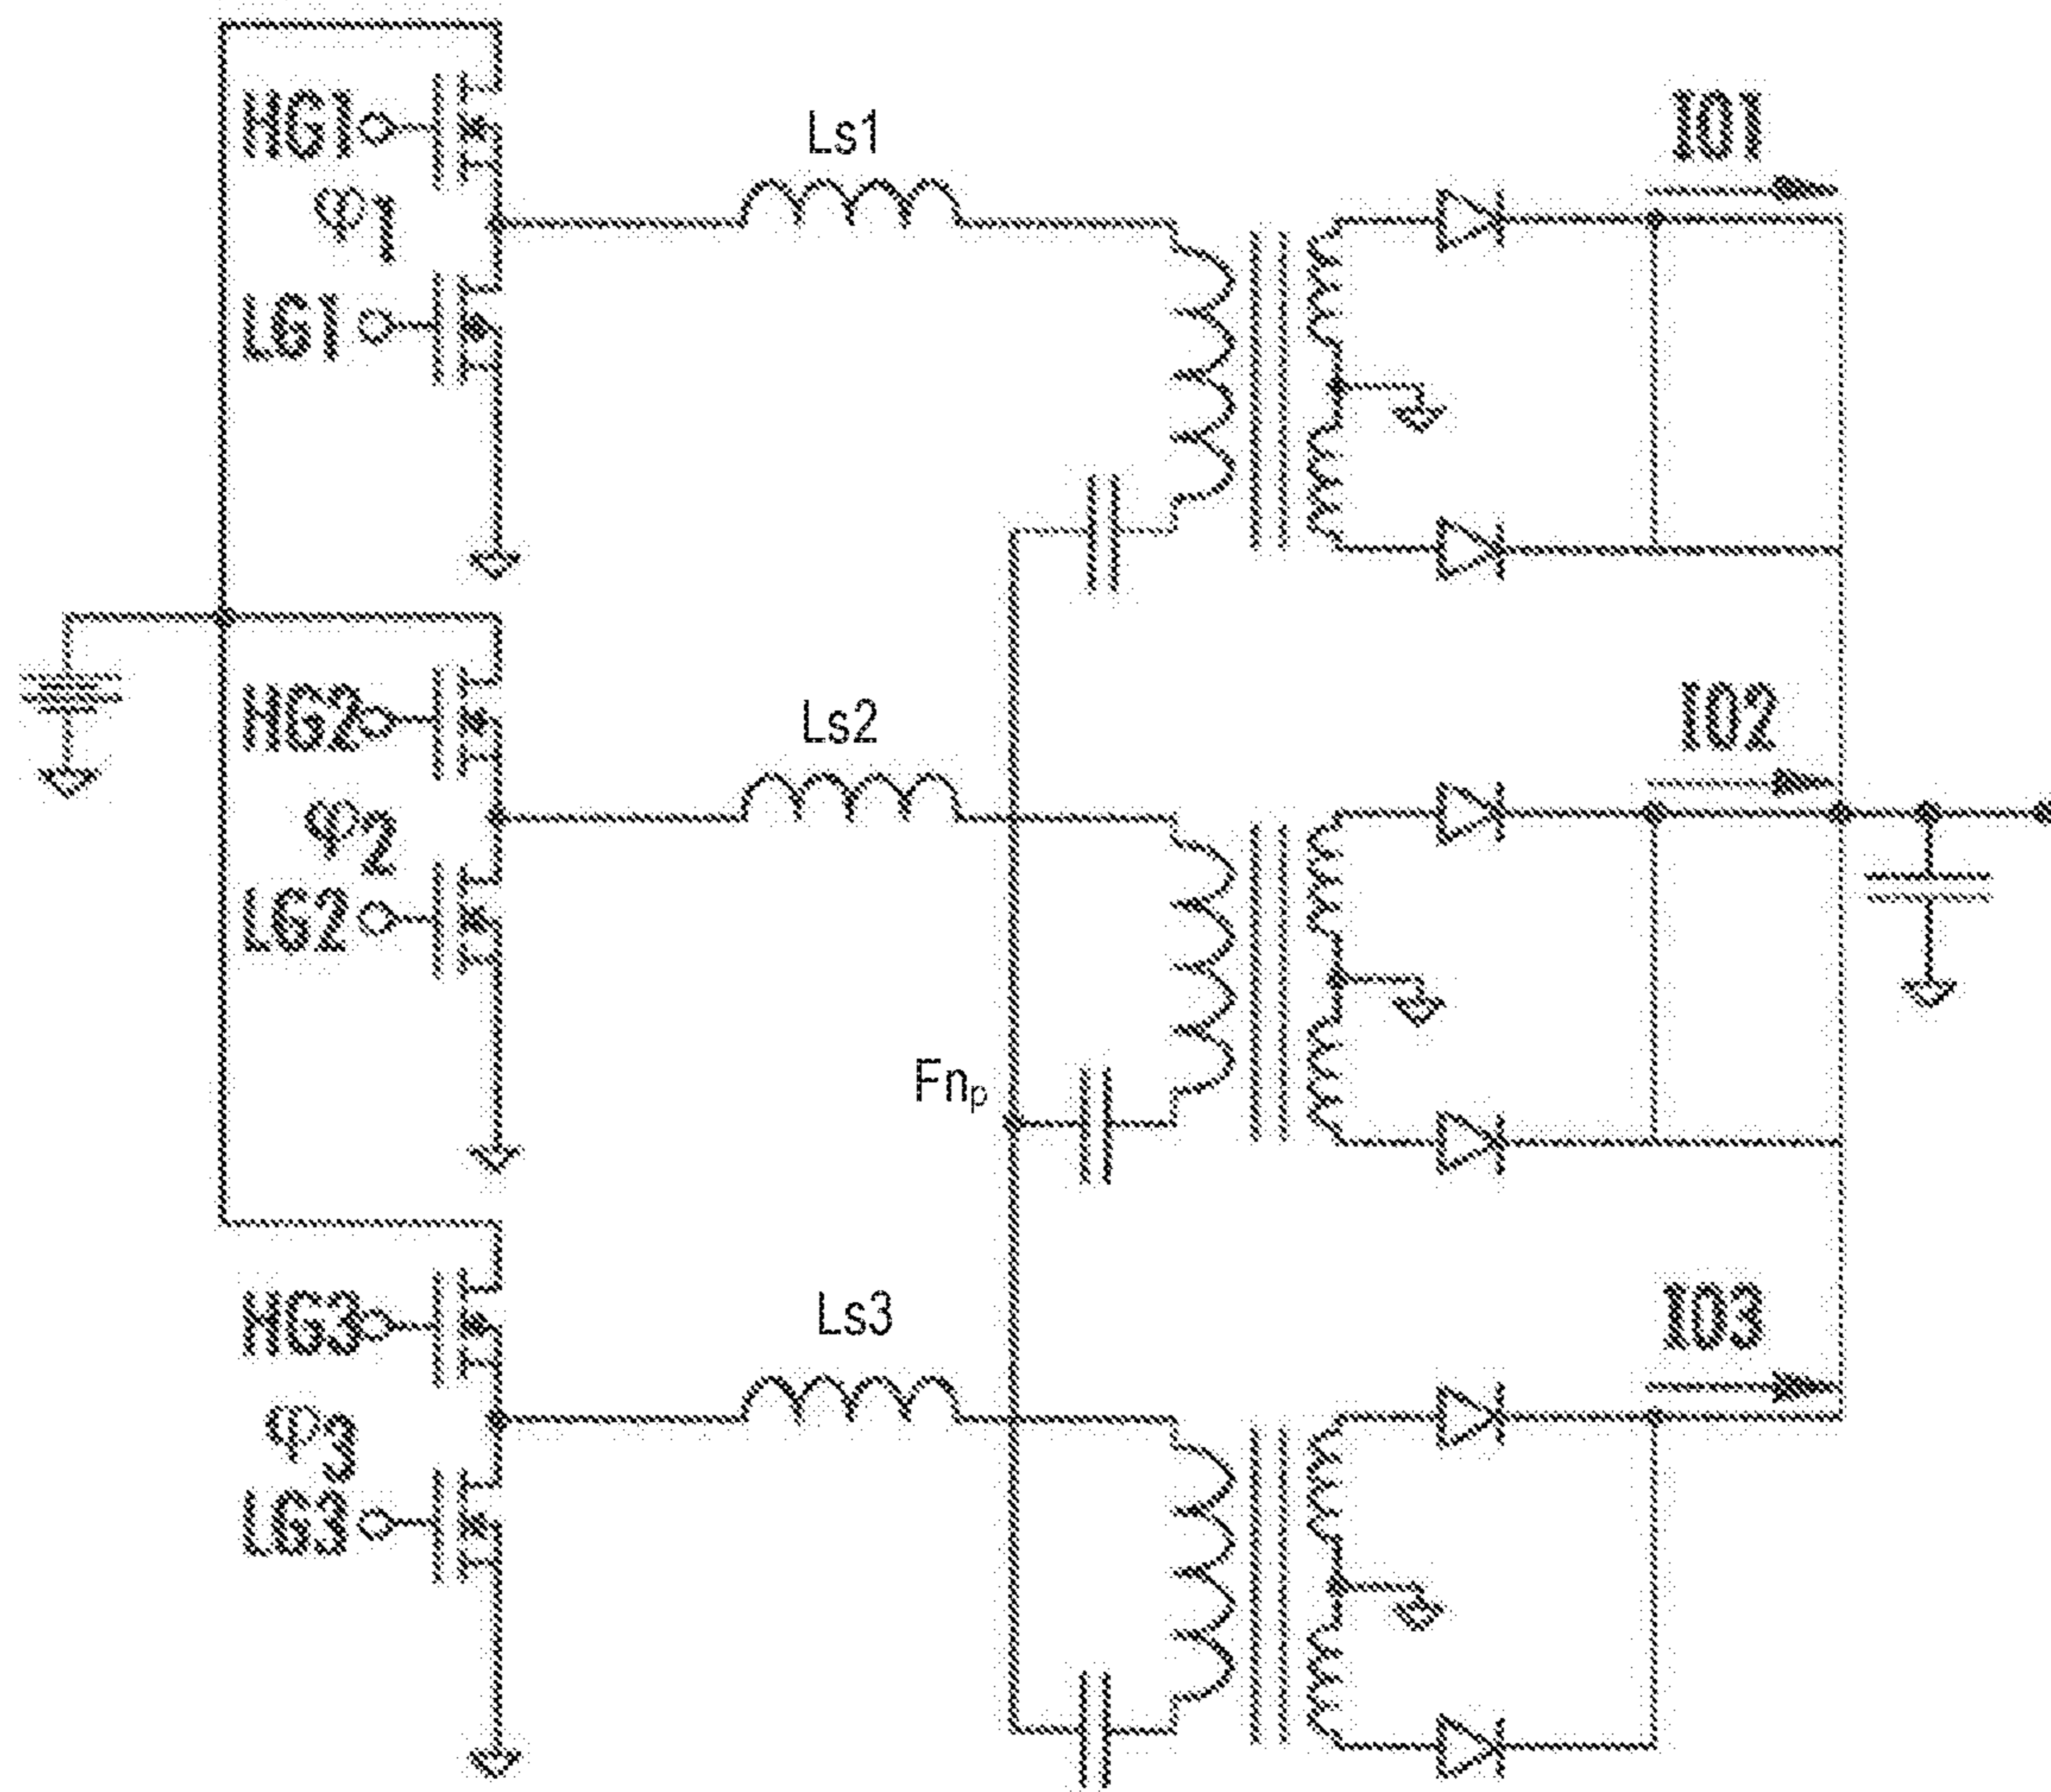 HG1
φ1
LG1
Ls1
IO1
HG2
φ2
LG2
Ls2
IO2
Fnp
HG3
φ3
LG3
Ls3
IO3